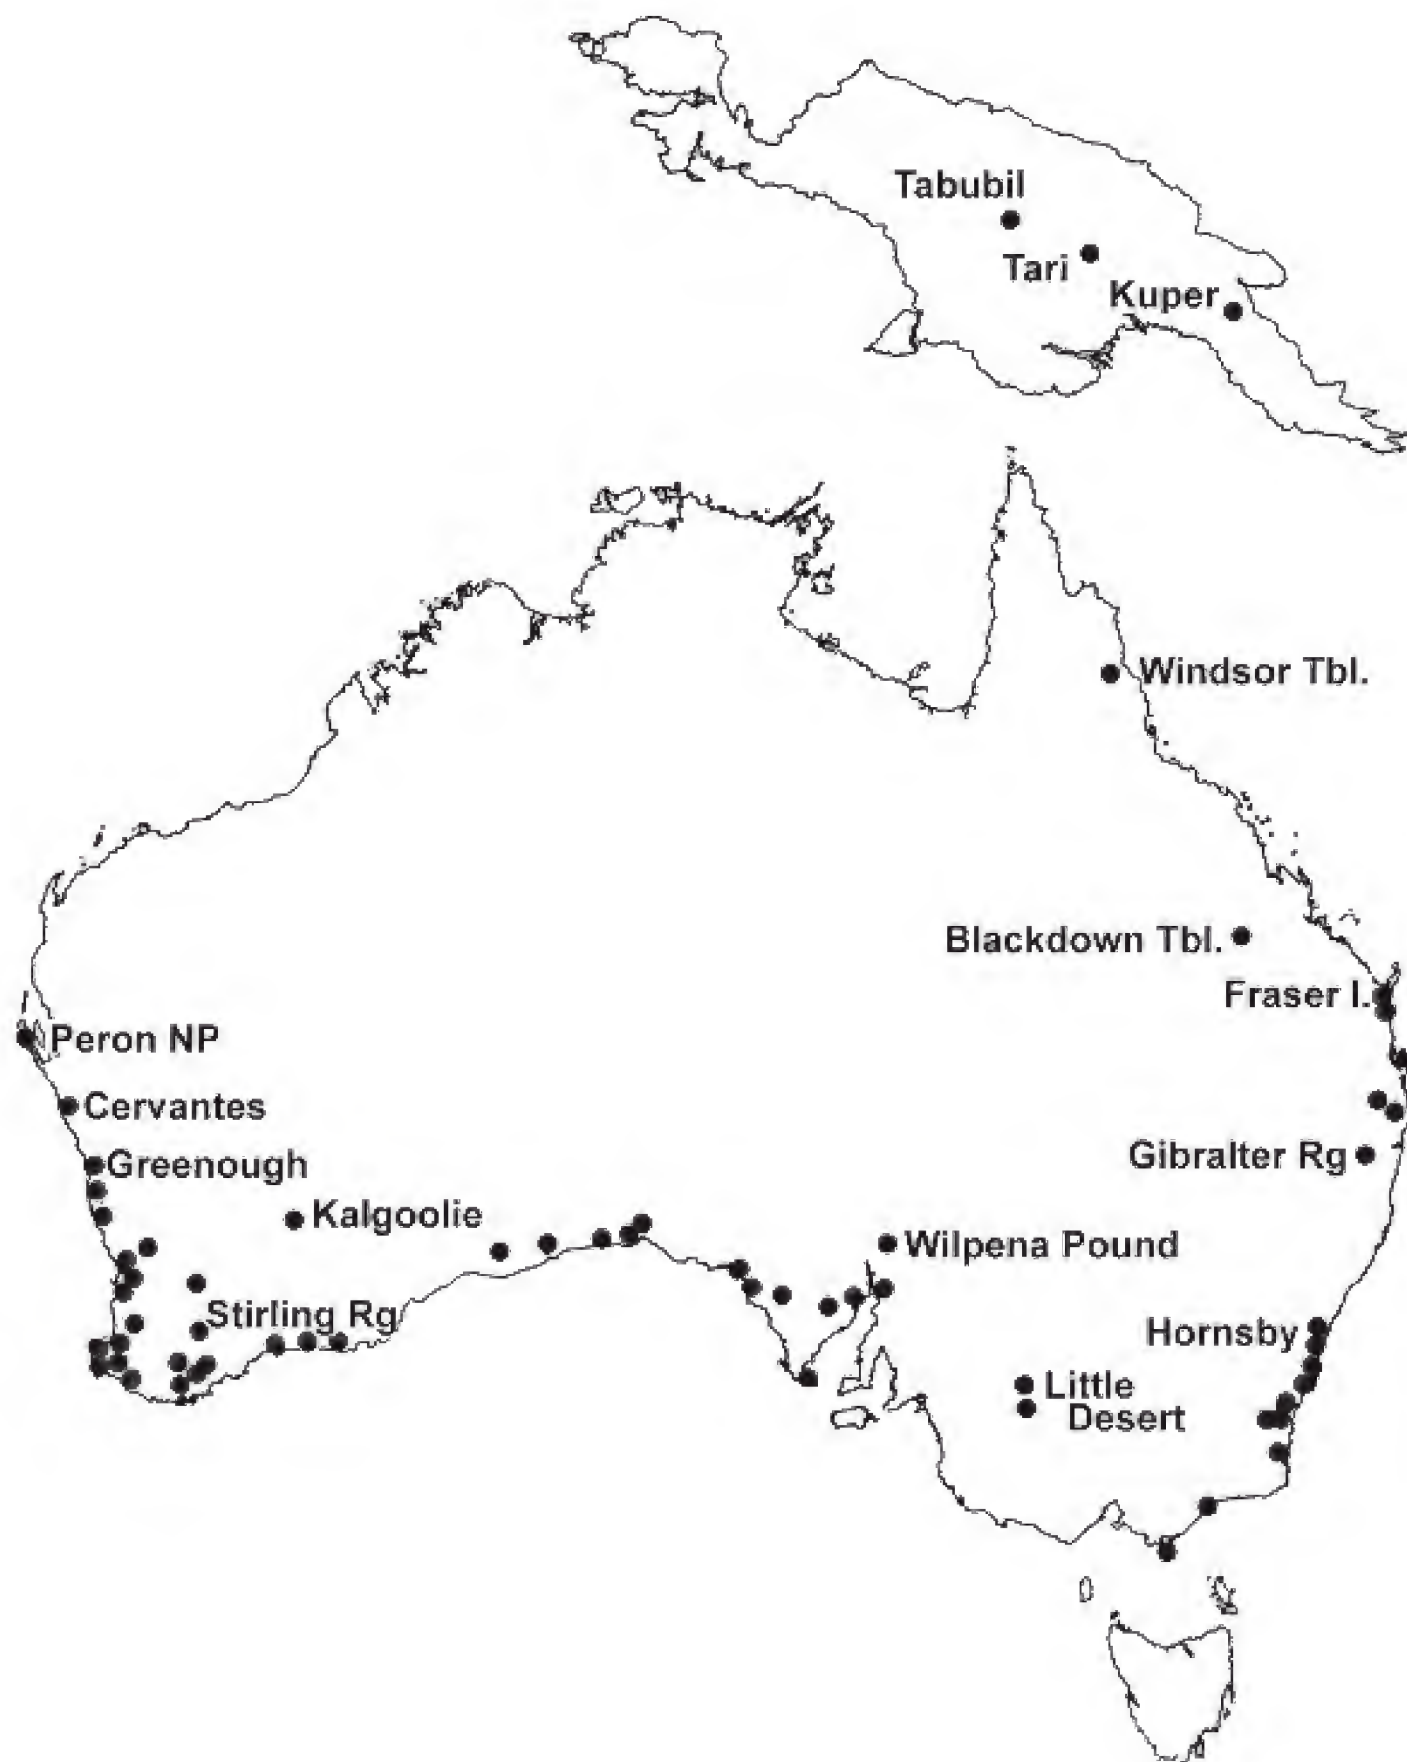 Tabubil
Tari
Kuper
Windsor Tbl.
Blackdown Tbl.
Fraser I.
Peron NP
Cervantes
Greenough
Gibralter Rg
Kalgoolie
Wilpena Pound
Stirling Rg
Hornsby
Little
Desert